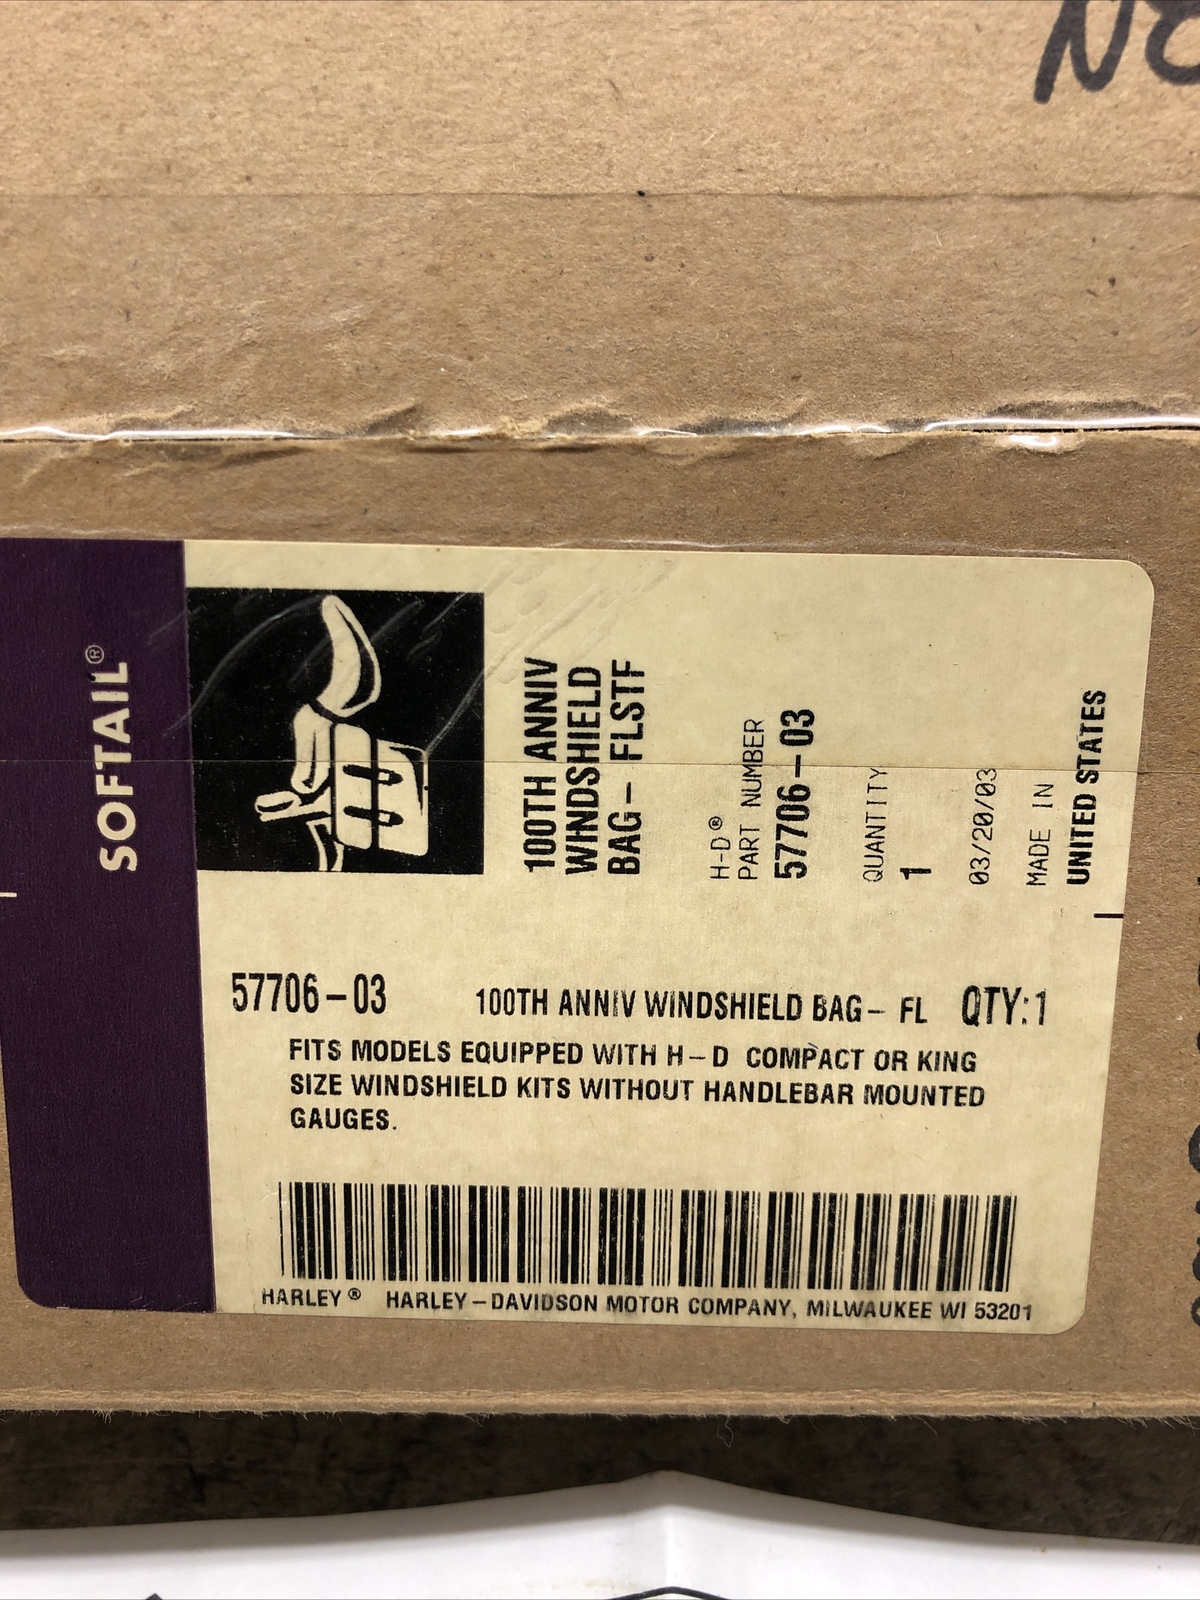 SOFTAIL®
100TH ANNIV
WINDSHIELD
BAG- FLSTF
H-D®
PART NUMBER
57706-03
QUANTITY
1
03/20/03
MADE IN
UNITED STATES
57706-03 100TH ANNIV WINDSHIELD BAG- FL QTY:1
FITS MODELS EQUIPPED WITH H-D COMPACT OR KING
SIZE WINDSHIELD KITS WITHOUT HANDLEBAR MOUNTED
GAUGES.
HARLEY® HARLEY-DAVIDSON MOTOR COMPANY, MILWAUKEE WI 53201